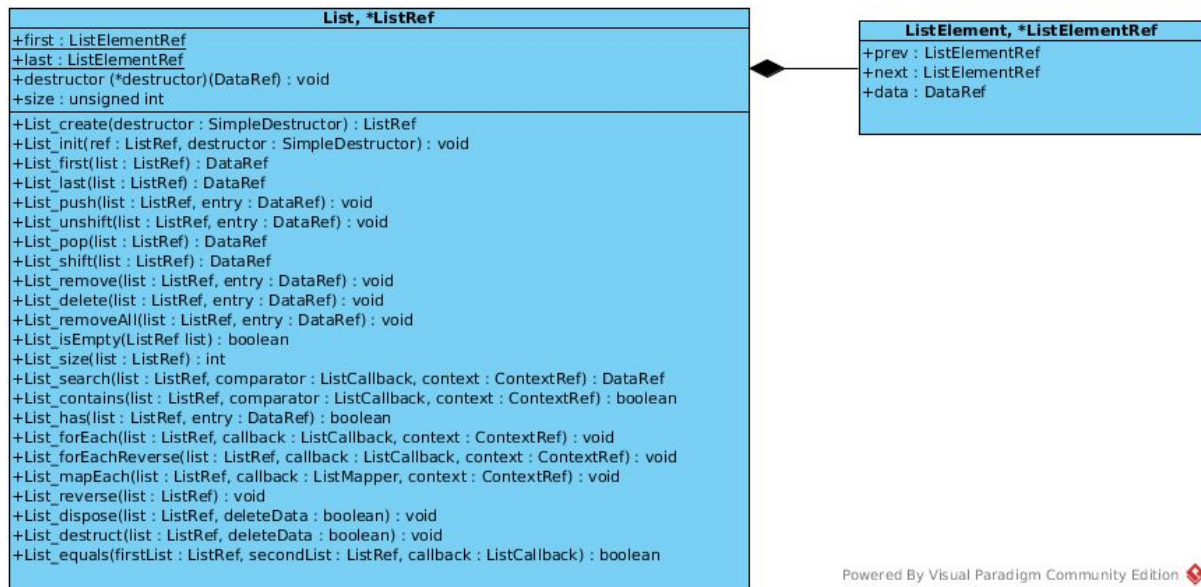 List, *ListRef
+first : ListElementRef
+last : ListElementRef
+destructor (*destructor)(DataRef) : void
+size : unsigned int
+List_create(destructor : SimpleDestructor) : ListRef
+List_init(ref : ListRef, destructor : SimpleDestructor) : void
+List_first(list : ListRef) : DataRef
+List_last(list : ListRef) : DataRef
+List_push(list : ListRef, entry : DataRef) : void
+List_unshift(list : ListRef, entry : DataRef) : void
+List_pop(list : ListRef) : DataRef
+List_shift(list : ListRef) : DataRef
+List_remove(list : ListRef, entry : DataRef) : void
+List_delete(list : ListRef, entry : DataRef) : void
+List_removeAll(list : ListRef, entry : DataRef) : void
+List_isEmpty(ListRef list) : boolean
+List_size(list : ListRef) : int
+List_search(list : ListRef, comparator : ListCallback, context : ContextRef) : DataRef
+List_contains(list : ListRef, comparator : ListCallback, context : ContextRef) : boolean
+List_has(list : ListRef, entry : DataRef) : boolean
+List_forEach(list : ListRef, callback : ListCallback, context : ContextRef) : void
+List_forEachReverse(list : ListRef, callback : ListCallback, context : ContextRef) : void
+List_mapEach(list : ListRef, callback : ListMapper, context : ContextRef) : void
+List_reverse(list : ListRef) : void
+List_dispose(list : ListRef, deleteData : boolean) : void
+List_destruct(list : ListRef, deleteData : boolean) : void
+List_equals(firstList : ListRef, secondList : ListRef, callback : ListCallback) : boolean
ListElement, *ListElementRef
+prev : ListElementRef
+next : ListElementRef
+data : DataRef
Powered By Visual Paradigm Community Edition